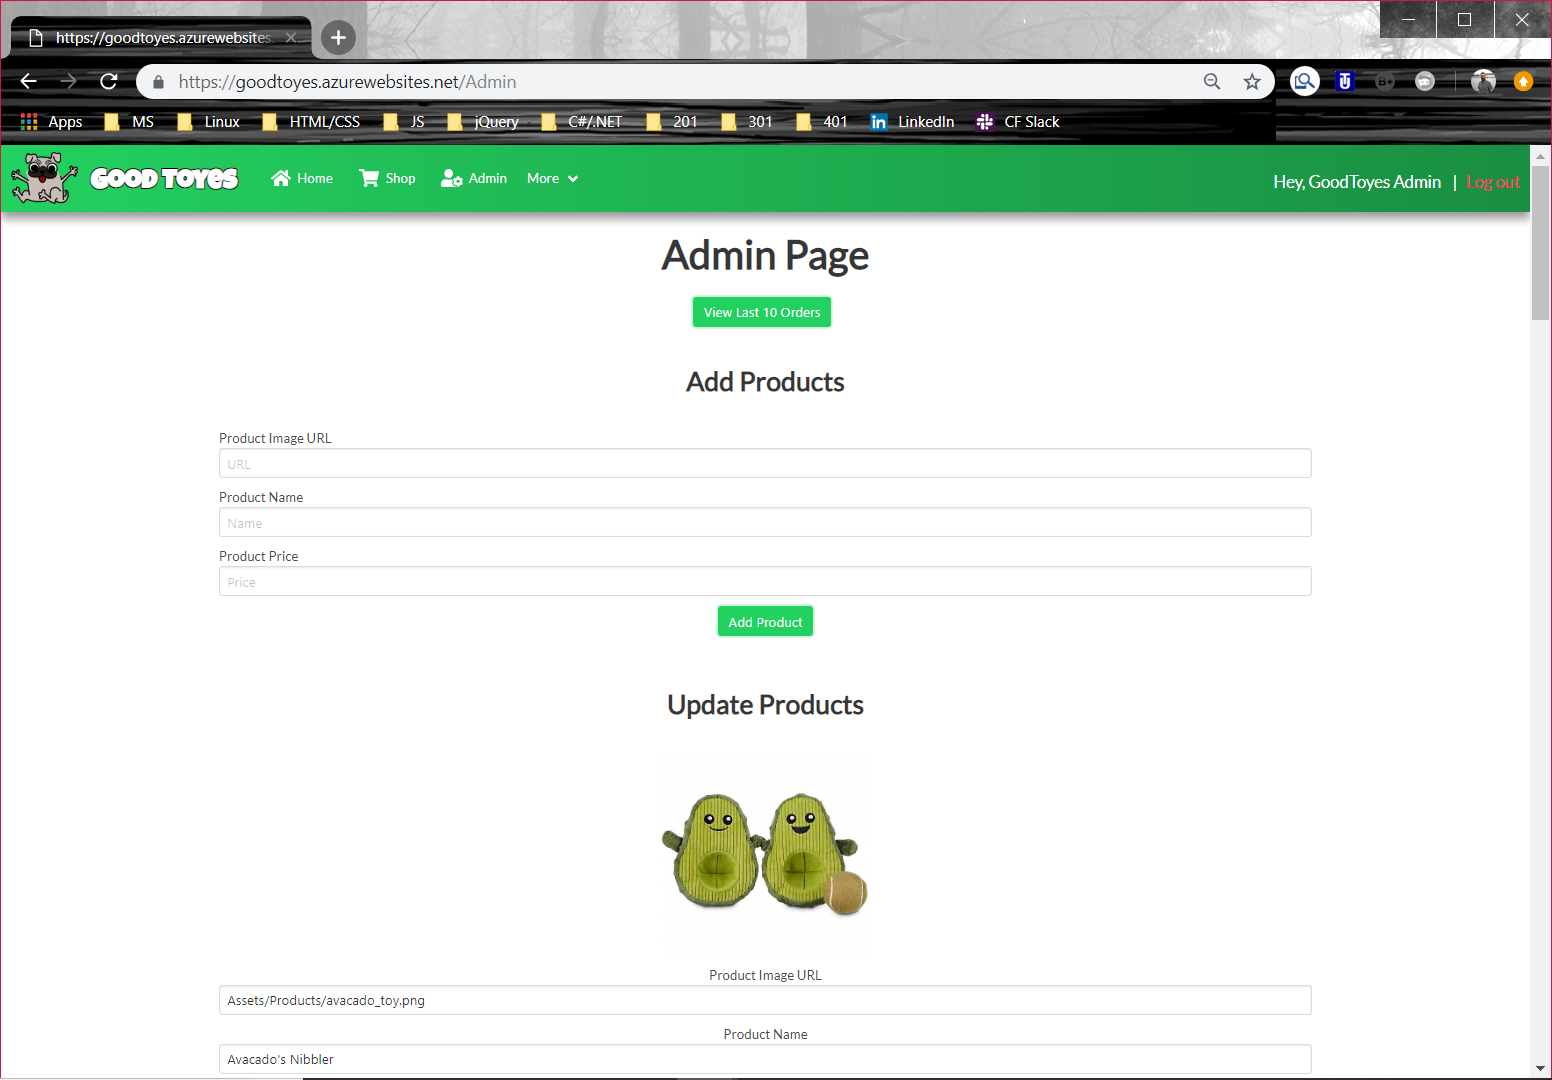 https://goodtoyes.azurewebsites
https://goodtoyes.azurewebsites.net/Admin
Apps MS Linux HTML/CSS JS jQuery C#/.NET 201 301 401 LinkedIn CF Slack
GOOD TOYES Home Shop Admin More Hey, GoodToyes Admin | Log out
Admin Page
View Last 10 Orders
Add Products
Product Image URL
URL
Product Name
Name
Product Price
Price
Add Product
Update Products
Product Image URL
Assets/Products/avacado_toy.png
Product Name
Avacado's Nibbler